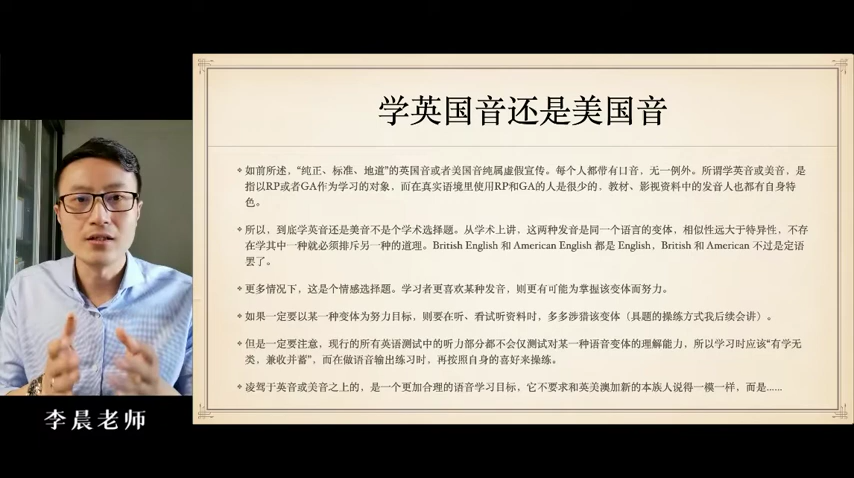 学英国音还是美国音
如前所述，“纯正、标准、地道”的英国音或者美国音纯属虚假宣传。每个人都带有口音，无一例外。所谓学英音或美音，是
指以RP或者GA作为学习的对象，而在真实语境里使用RP和GA的人是很少的，教材、影视资料中的发音人也都有自身特
色。
所以，到底学英音还是美音不是个学术选择题。从学术上讲，这两种发音是同一个语言的变体，相似性远大于特异性，不存
在学其中一种就必须排斥另一种的道理。British English 和 American English 都是 English，British 和 American 不过是定语
罢了。
更多情况下，这是个情感选择题。学习者更喜欢某种发音，则更有可能为掌握该变体而努力。
如果一定要以某一种变体为努力目标，则要在听、看试听资料时，多多涉猎该变体（具题的操练方式我后续会讲）。
但是一定要注意，现行的所有英语测试中的听力部分都不会仅测试对某一种语音变体的理解能力，所以学习时应该“有学无
类，兼收并蓄”，而在做语音输出练习时，再按照自身的喜好来操练。
凌驾于英音或美音之上的，是一个更加合理的语音学习目标，它不要求和英美澳加新的本族人说得一模一样，而是……
李晨老师